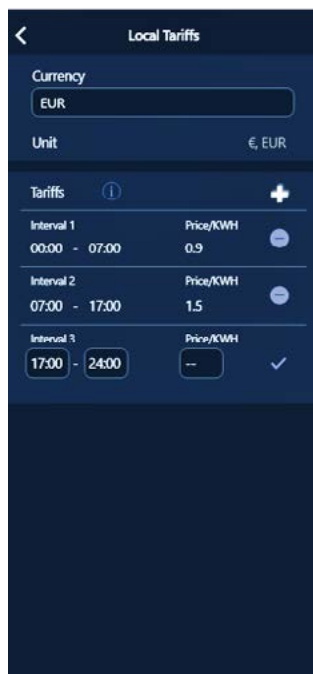 Local Tariffs
Currency
EUR
Unit €, EUR
Tariffs
Interval 1 Price/KWH
00:00 - 07:00 0.9
Interval 2 Price/KWH
07:00 - 17:00 1.5
Interval 3 Price/KWH
17:00 - 24:00 --